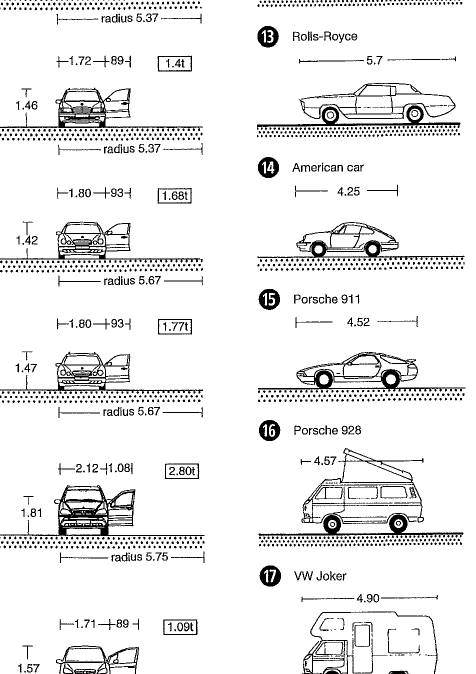 radius 5.37
1.72 89 1.4t
1.46
radius 5.37
1.80 93 1.68t
1.42
radius 5.67
1.80 93 1.77t
1.47
radius 5.67
2.12 1.08 2.80t
1.81
radius 5.75
1.71 89 1.09t
1.57
13 Rolls-Royce
5.7
14 American car
4.25
15 Porsche 911
4.52
16 Porsche 928
4.57
17 VW Joker
4.90